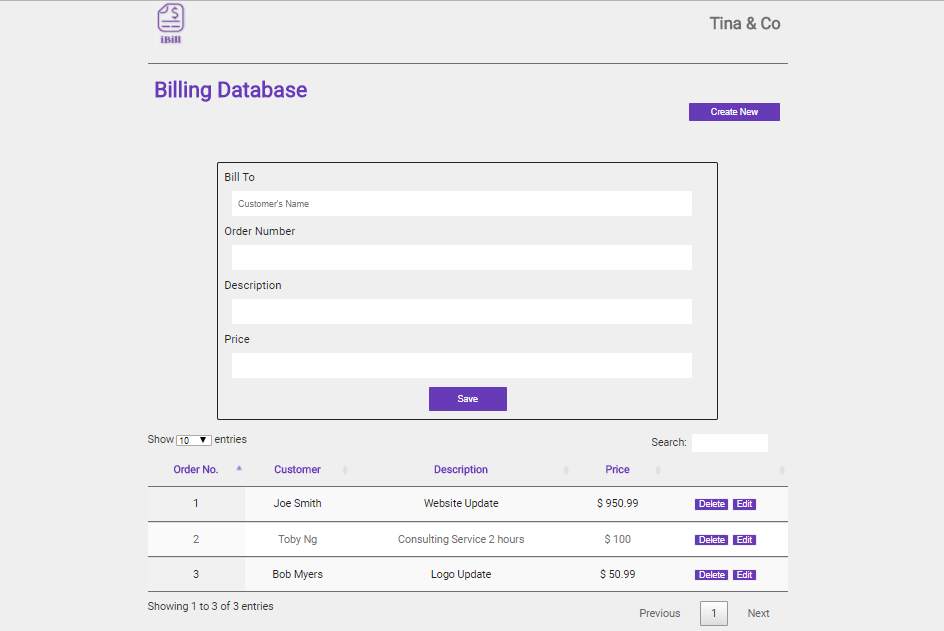 $
iBill
Tina & Co
Billing Database
Create New
Bill To
Customer's Name
Order Number
Description
Price
Save
Show 10 entries
Search:
Order No. Customer Description Price
1 Joe Smith Website Update $ 950.99 Delete Edit
2 Toby Ng Consulting Service 2 hours $ 100 Delete Edit
3 Bob Myers Logo Update $ 50.99 Delete Edit
Showing 1 to 3 of 3 entries
Previous 1 Next